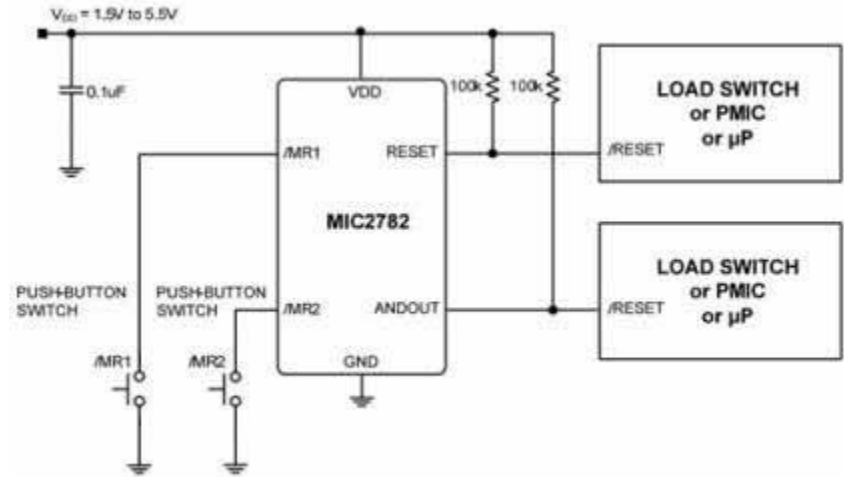 VDD = 1.5V to 5.5V
0.1uF
100k
100k
VDD
/MR1
RESET
MIC2782
/MR2
ANDOUT
GND
PUSH-BUTTON
SWITCH
PUSH-BUTTON
SWITCH
/MR1
/MR2
LOAD SWITCH
or PMIC
or µP
/RESET
LOAD SWITCH
or PMIC
or µP
/RESET